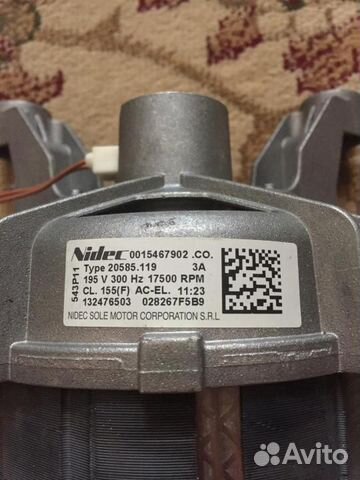 Nidec 0015467902 .CO.
Type 20585.119 3A
195 V 300 Hz 17500 RPM
CL. 155(F) AC-EL. 11:23
132476503 028267F5B9
NIDEC SOLE MOTOR CORPORATION S.R.L
543P11
Avito